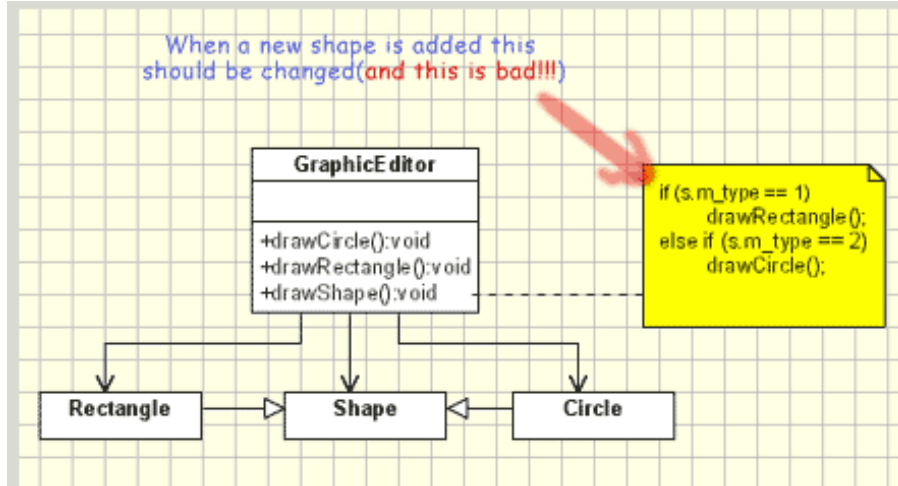 When a new shape is added this
should be changed(and this is bad!!!)
GraphicEditor
+drawCircle():void
+drawRectangle():void
+drawShape():void
if (s.m_type == 1)
drawRectangle();
else if (s.m_type == 2)
drawCircle();
Rectangle
Shape
Circle